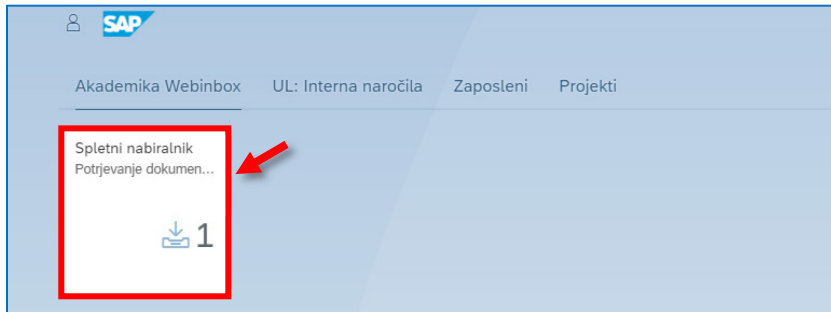 SAP
Akademika Webinbox UL: Interna naročila Zaposleni Projekti
Spletni nabiralnik
Potrjevanje dokumen...
1